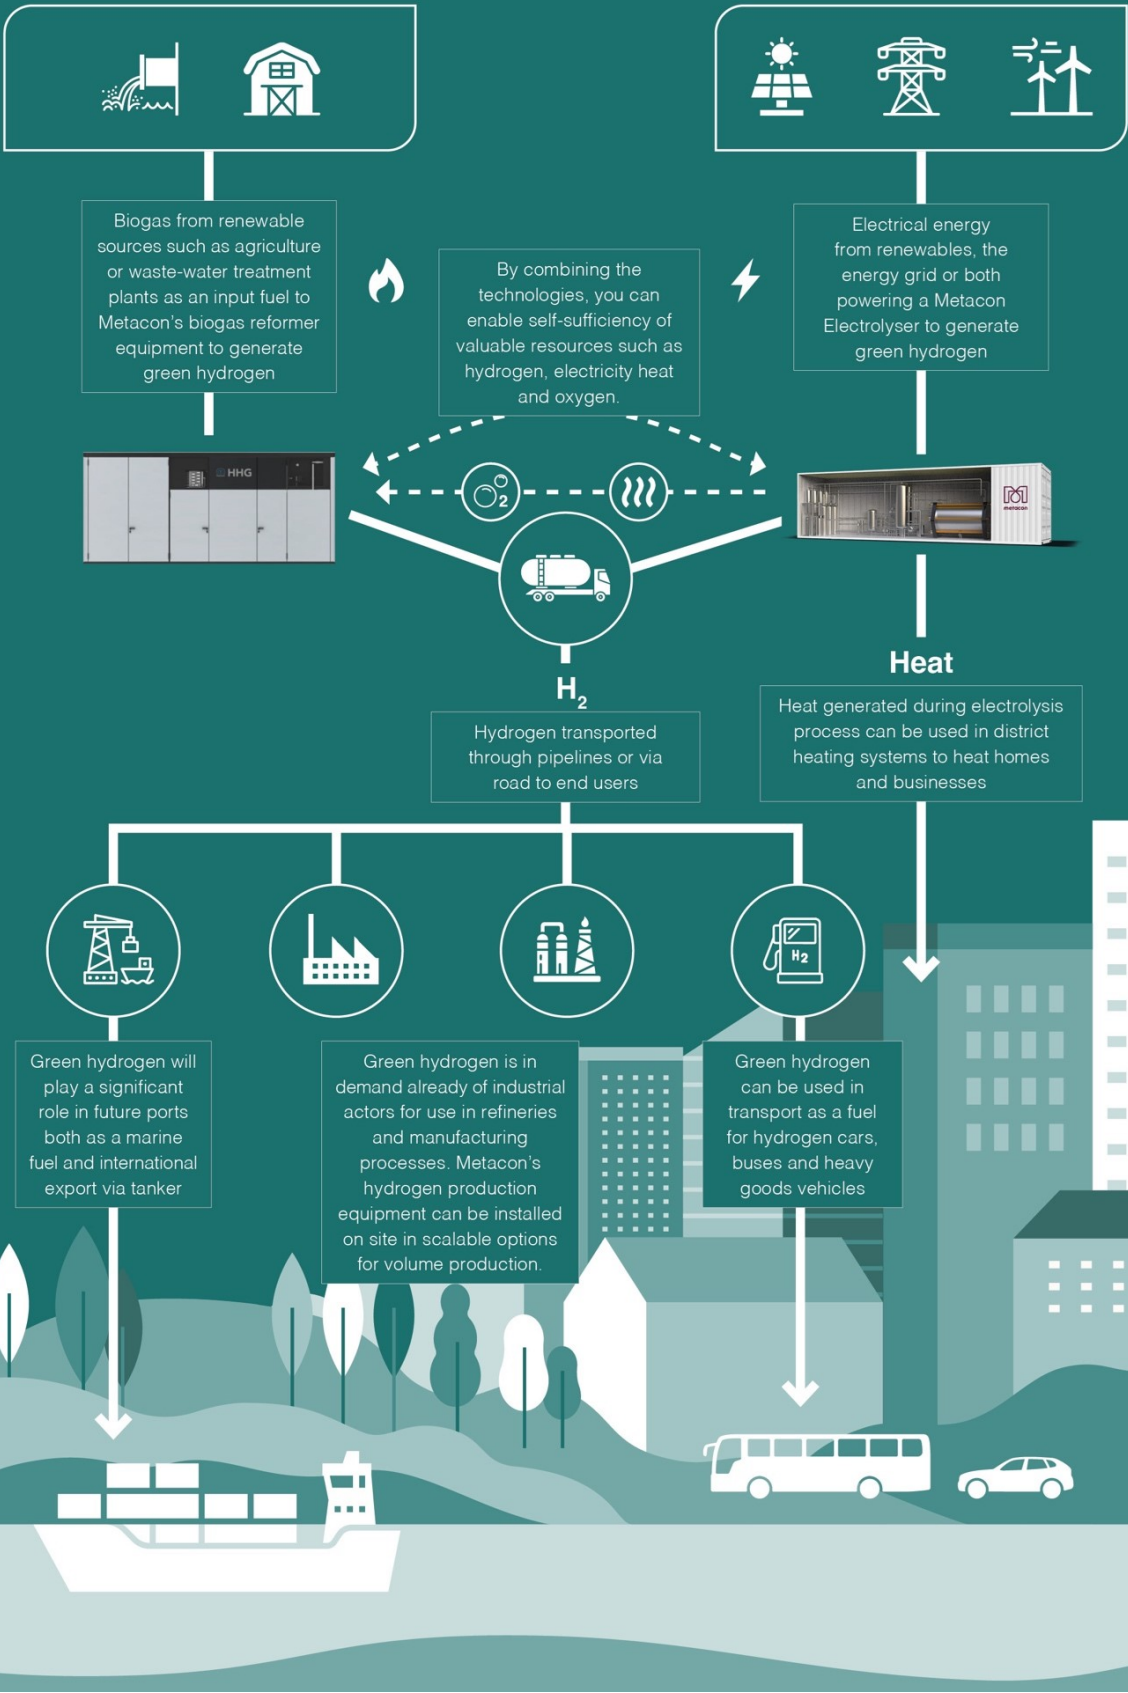 Biogas from renewable
sources such as agriculture
or waste-water treatment
plants as an input fuel to
Metacon's biogas reformer
equipment to generate
green hydrogen
By combining the
technologies, you can
enable self-sufficiency of
valuable resources such as
hydrogen, electricity heat
and oxygen.
Electrical energy
from renewables, the
energy grid or both
powering a Metacon
Electrolyser to generate
green hydrogen
HHG
2
metacon
H2
Hydrogen transported
through pipelines or via
road to end users
Heat
Heat generated during electrolysis
process can be used in district
heating systems to heat homes
and businesses
H2
Green hydrogen will
play a significant
role in future ports
both as a marine
fuel and international
export via tanker
Green hydrogen is in
demand already of industrial
actors for use in refineries
and manufacturing
processes. Metacon's
hydrogen production
equipment can be installed
on site in scalable options
for volume production.
Green hydrogen
can be used in
transport as a fuel
for hydrogen cars,
buses and heavy
goods vehicles